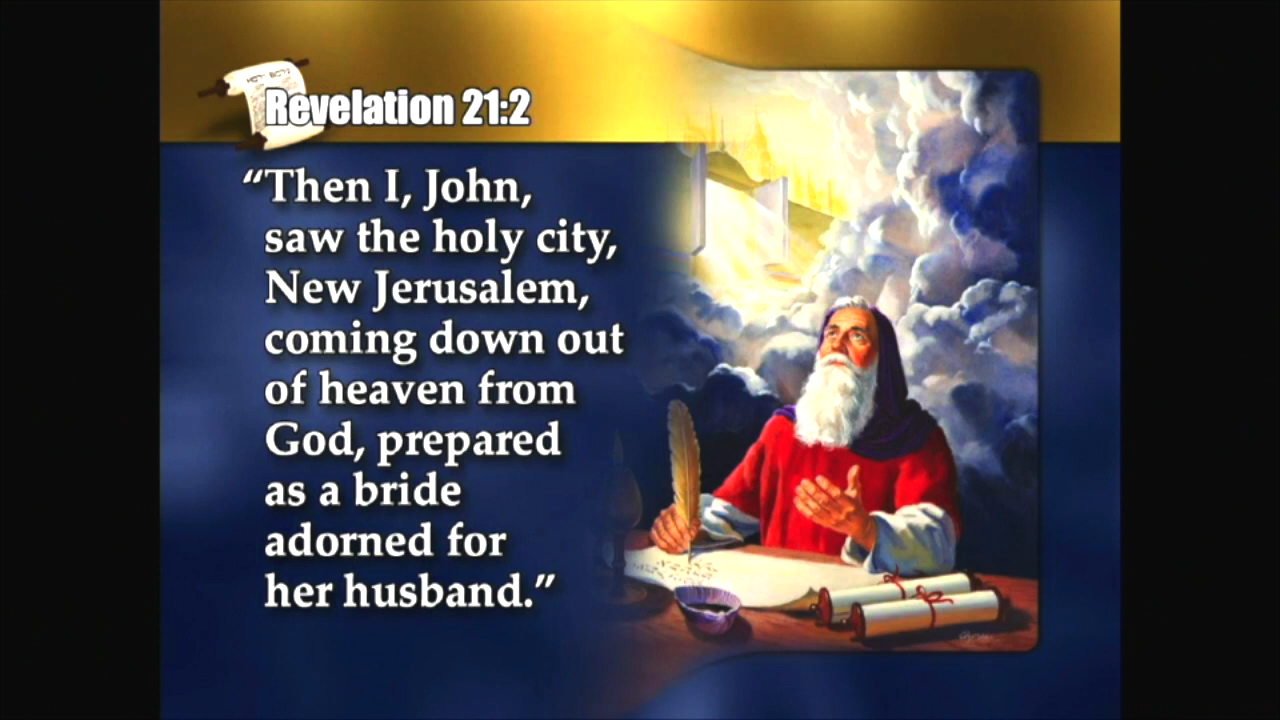 Revelation 21:2
“Then I, John,
saw the holy city,
New Jerusalem,
coming down out
of heaven from
God, prepared
as a bride
adorned for
her husband.”